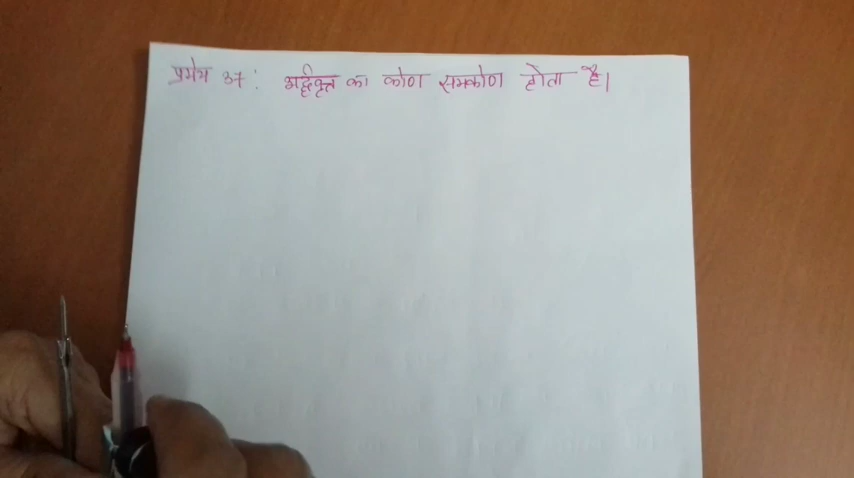 प्रमेय 37: अर्द्धवृत्त का कोण समकोण होता है।